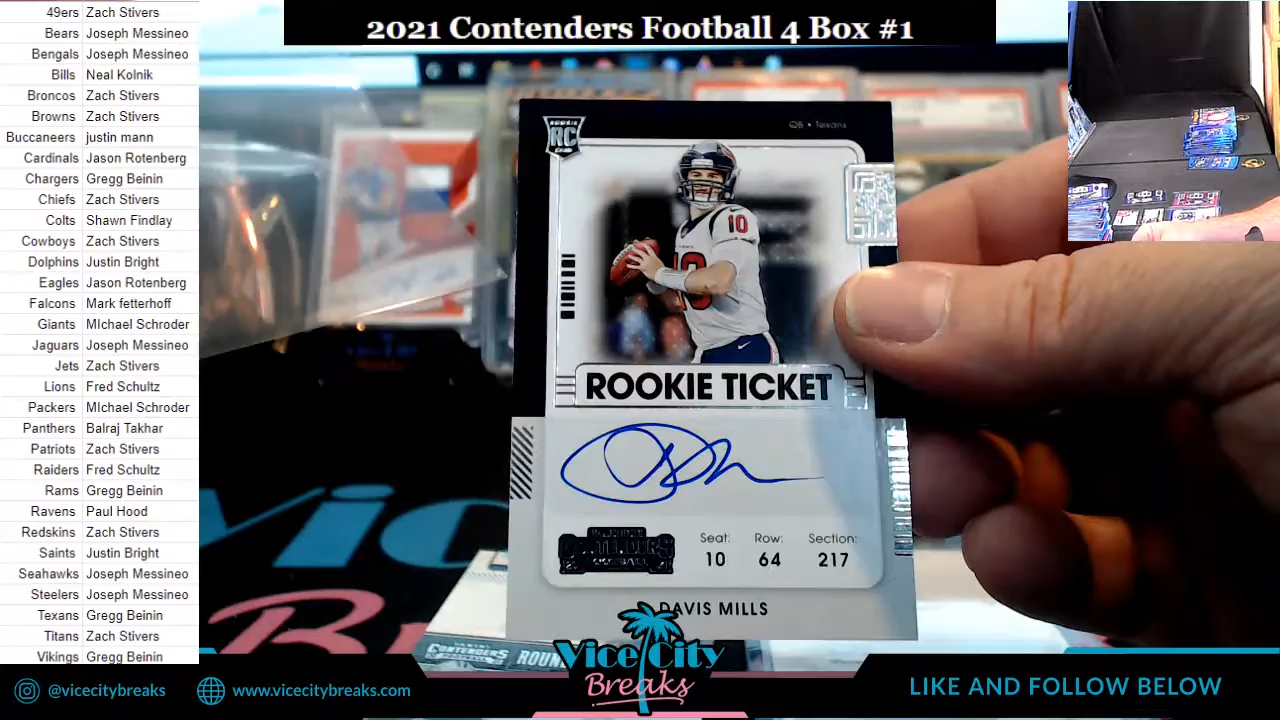 2021 Contenders Football 4 Box #1
49ers Zach Stivers
Bears Joseph Messineo
Bengals Joseph Messineo
Bills Neal Kolnik
Broncos Zach Stivers
Browns Zach Stivers
Buccaneers justin mann
Cardinals Jason Rotenberg
Chargers Gregg Beinin
Chiefs Zach Stivers
Colts Shawn Findlay
Cowboys Zach Stivers
Dolphins Justin Bright
Eagles Jason Rotenberg
Falcons Mark fetterhoff
Giants MIchael Schroder
Jaguars Joseph Messineo
Jets Zach Stivers
Lions Fred Schultz
Packers MIchael Schroder
Panthers Balraj Takhar
Patriots Zach Stivers
Raiders Fred Schultz
Rams Gregg Beinin
Ravens Paul Hood
Redskins Zach Stivers
Saints Justin Bright
Seahawks Joseph Messineo
Steelers Joseph Messineo
Texans Gregg Beinin
Titans Zach Stivers
Vikings Gregg Beinin
RC
QB • Texans
10
10
ROOKIE TICKET
CONTENDERS
FOOTBALL
Seat: Row: Section:
10 64 217
DAVIS MILLS
CONTENDERS ROUN
Vice City
Breaks
@vicecitybreaks
www.vicecitybreaks.com
LIKE AND FOLLOW BELOW